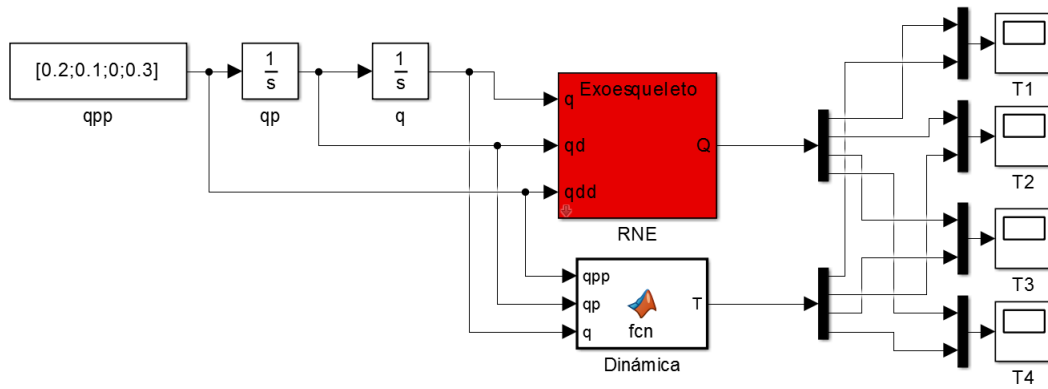 [0.2;0.1;0;0.3]
qpp
1
s
qp
1
s
q
Exoesqueleto
q
qd
qdd
Q
RNE
qpp
qp
q
fcn
T
Dinámica
T1
T2
T3
T4